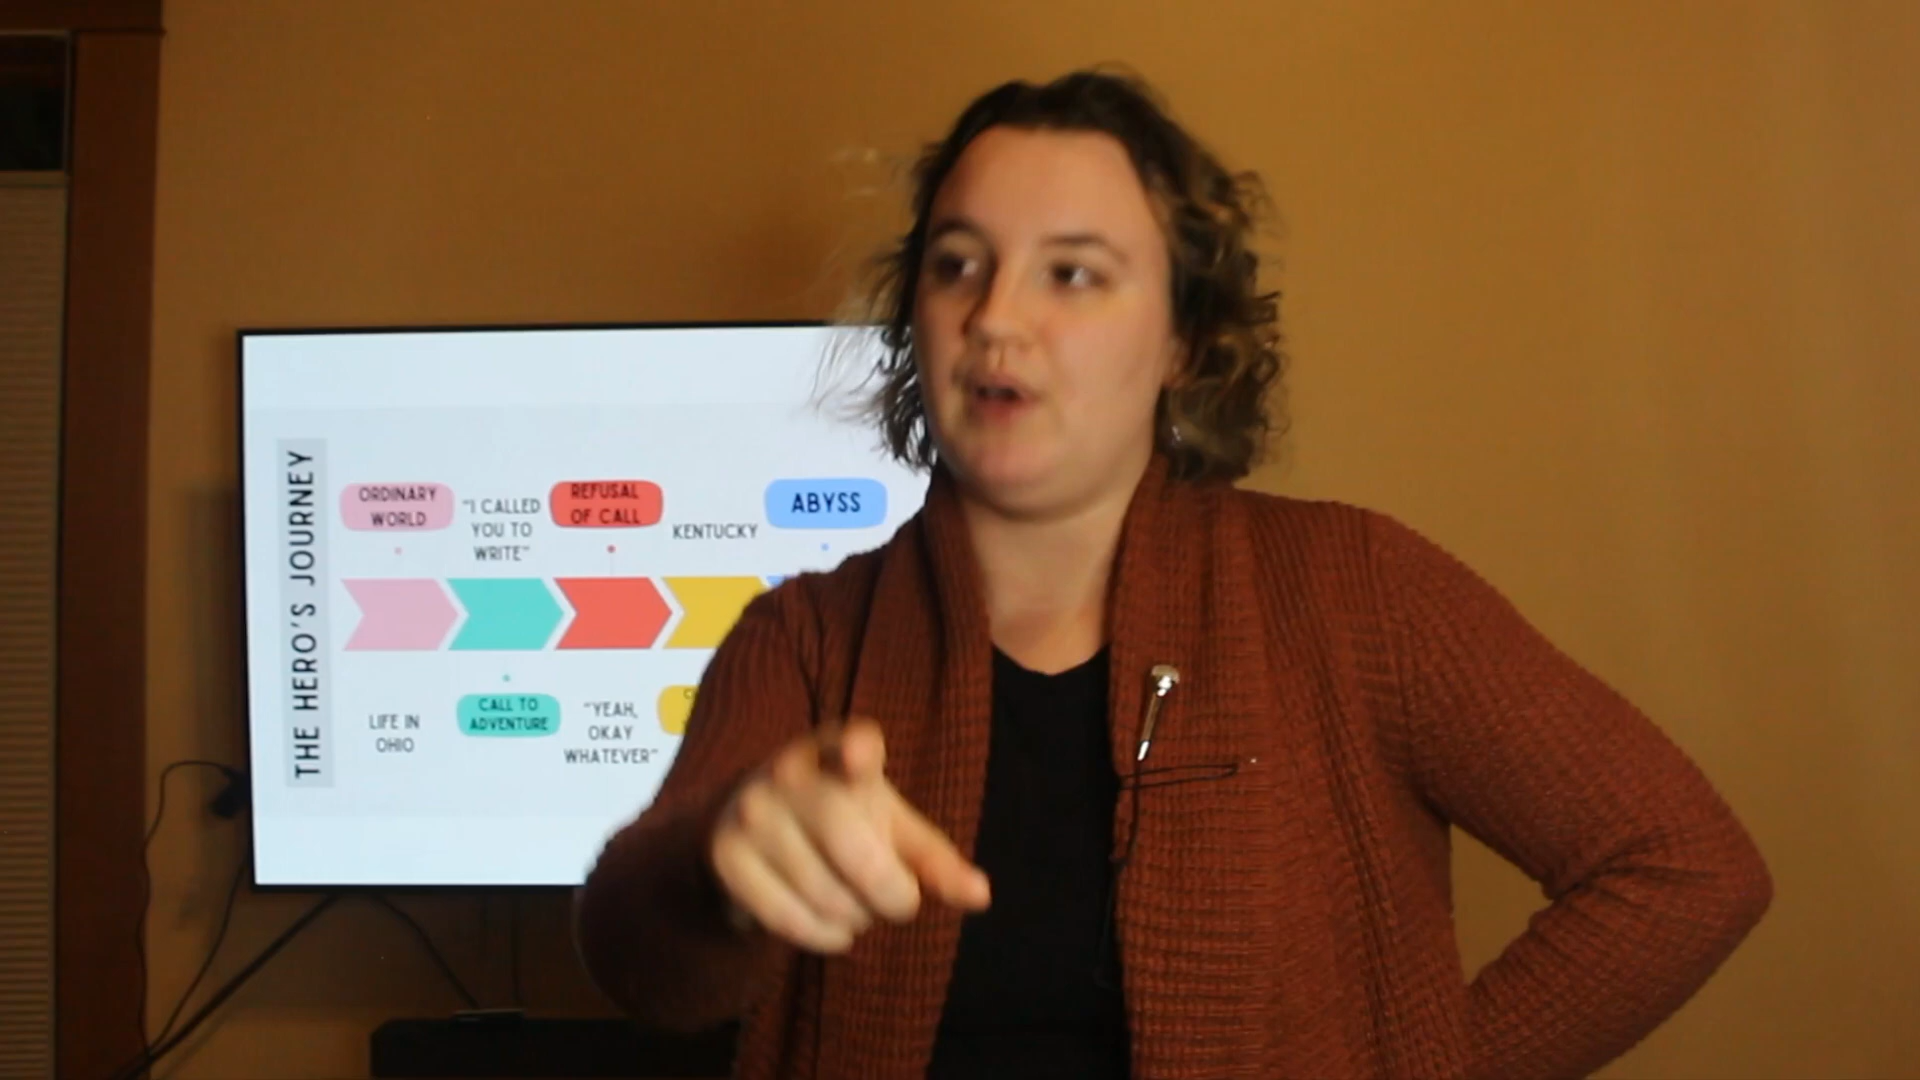 THE HERO'S JOURNEY
ORDINARY
WORLD
"I CALLED
YOU TO
WRITE"
REFUSAL
OF CALL
KENTUCKY
ABYSS
LIFE IN
OHIO
CALL TO
ADVENTURE
"YEAH,
OKAY
WHATEVER"